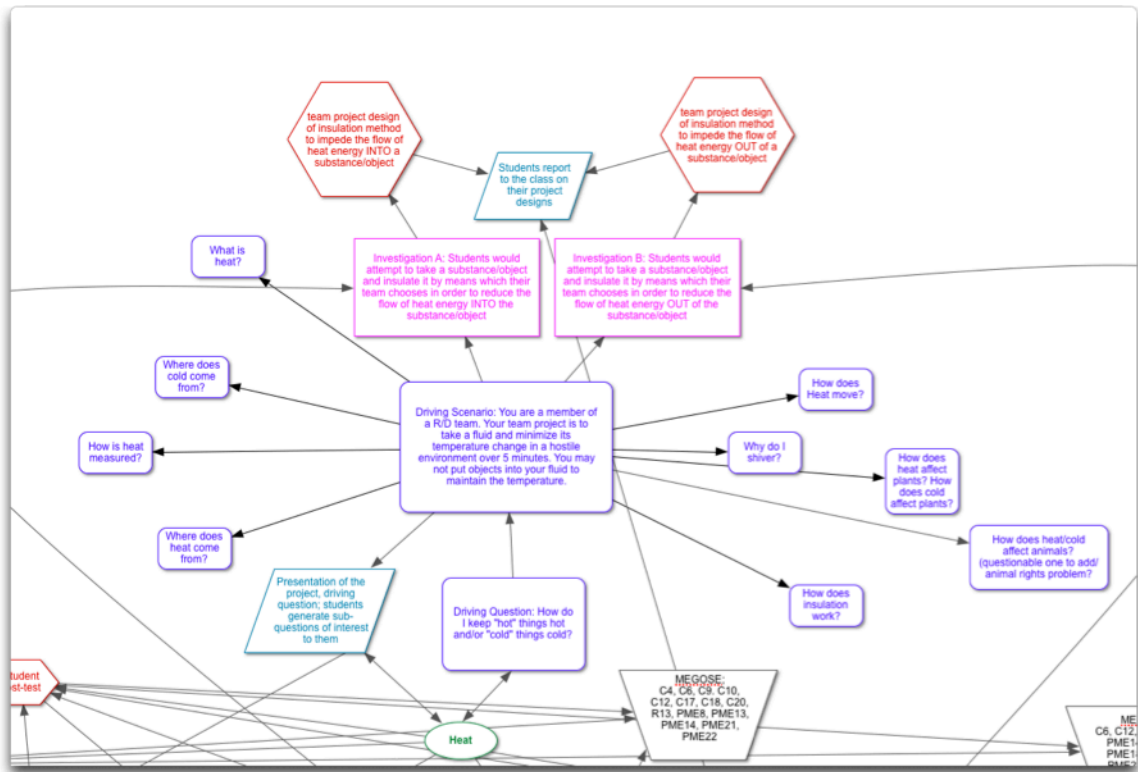 team project design
of insulation method
to impede the flow of
heat energy INTO a
substance/object
team project design
of insulation method
to impede the flow of
heat energy OUT of a
substance/object
Students report
to the class on
their project
designs
What is
heat?
Investigation A: Students would
attempt to take a substance/object
and insulate it by means which their
team chooses in order to reduce the
flow of heat energy INTO the
substance/object
Investigation B: Students would
attempt to take a substance/object
and insulate it by means which their
team chooses in order to reduce the
flow of heat energy OUT of the
substance/object
Where does
cold come
from?
How is heat
measured?
Where does
heat come
from?
Driving Scenario: You are a member of
a R/D team. Your team project is to
take a fluid and minimize its
temperature change in a hostile
environment over 5 minutes. You may
not put objects into your fluid to
maintain the temperature.
How does
Heat move?
Why do I
shiver?
How does
heat affect
plants? How
does cold
affect plants?
How does heat/cold
affect animals?
(questionable one to add/
animal rights problem?
How does
insulation
work?
Presentation of the
project, driving
question; students
generate sub-
questions of interest
to them
Driving Question: How do
I keep "hot" things hot
and/or "cold" things cold?
tudent
st-test
Heat
MEGOSE:
C4, C6, C9. C10,
C12, C17, C18, C20,
R13, PME8, PME13,
PME14, PME21,
PME22
ME
C6, C12,
PME1
PME1